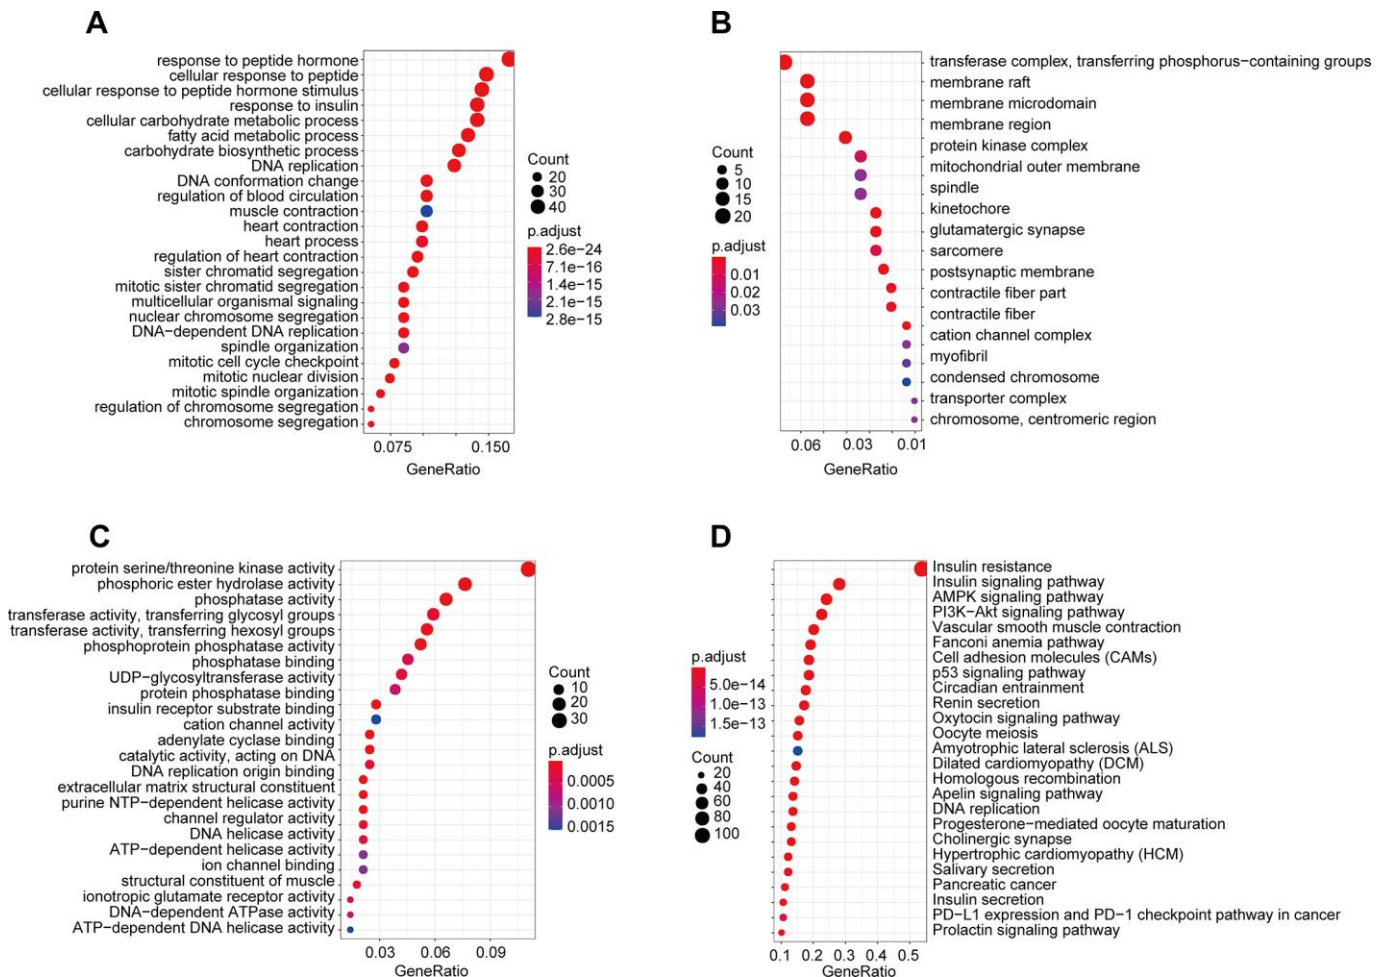 A
response to peptide hormone
cellular response to peptide
cellular response to peptide hormone stimulus
response to insulin
cellular carbohydrate metabolic process
fatty acid metabolic process
carbohydrate biosynthetic process
DNA replication
DNA conformation change
regulation of blood circulation
muscle contraction
heart contraction
heart process
regulation of heart contraction
sister chromatid segregation
mitotic sister chromatid segregation
multicellular organismal signaling
nuclear chromosome segregation
DNA−dependent DNA replication
spindle organization
mitotic cell cycle checkpoint
mitotic nuclear division
mitotic spindle organization
regulation of chromosome segregation
chromosome segregation
0.075 0.150
GeneRatio
Count
20
30
40
p.adjust
2.6e−24
7.1e−16
1.4e−15
2.1e−15
2.8e−15
B
Count
5
10
15
20
p.adjust
0.01
0.02
0.03
transferase complex, transferring phosphorus−containing groups
membrane raft
membrane microdomain
membrane region
protein kinase complex
mitochondrial outer membrane
spindle
kinetochore
glutamatergic synapse
sarcomere
postsynaptic membrane
contractile fiber part
contractile fiber
cation channel complex
myofibril
condensed chromosome
transporter complex
chromosome, centromeric region
0.06 0.03 0.01
GeneRatio
C
protein serine/threonine kinase activity
phosphoric ester hydrolase activity
phosphatase activity
transferase activity, transferring glycosyl groups
transferase activity, transferring hexosyl groups
phosphoprotein phosphatase activity
phosphatase binding
UDP−glycosyltransferase activity
protein phosphatase binding
insulin receptor substrate binding
cation channel activity
adenylate cyclase binding
catalytic activity, acting on DNA
DNA replication origin binding
extracellular matrix structural constituent
purine NTP−dependent helicase activity
channel regulator activity
DNA helicase activity
ATP−dependent helicase activity
ion channel binding
structural constituent of muscle
ionotropic glutamate receptor activity
DNA−dependent ATPase activity
ATP−dependent DNA helicase activity
0.03 0.06 0.09
GeneRatio
Count
10
20
30
p.adjust
0.0005
0.0010
0.0015
D
p.adjust
5.0e−14
1.0e−13
1.5e−13
Count
20
40
60
80
100
Insulin resistance
Insulin signaling pathway
AMPK signaling pathway
PI3K−Akt signaling pathway
Vascular smooth muscle contraction
Fanconi anemia pathway
Cell adhesion molecules (CAMs)
p53 signaling pathway
Circadian entrainment
Renin secretion
Oxytocin signaling pathway
Oocyte meiosis
Amyotrophic lateral sclerosis (ALS)
Dilated cardiomyopathy (DCM)
Homologous recombination
Apelin signaling pathway
DNA replication
Progesterone−mediated oocyte maturation
Cholinergic synapse
Hypertrophic cardiomyopathy (HCM)
Salivary secretion
Pancreatic cancer
Insulin secretion
PD−L1 expression and PD−1 checkpoint pathway in cancer
Prolactin signaling pathway
0.1 0.2 0.3 0.4 0.5
GeneRatio